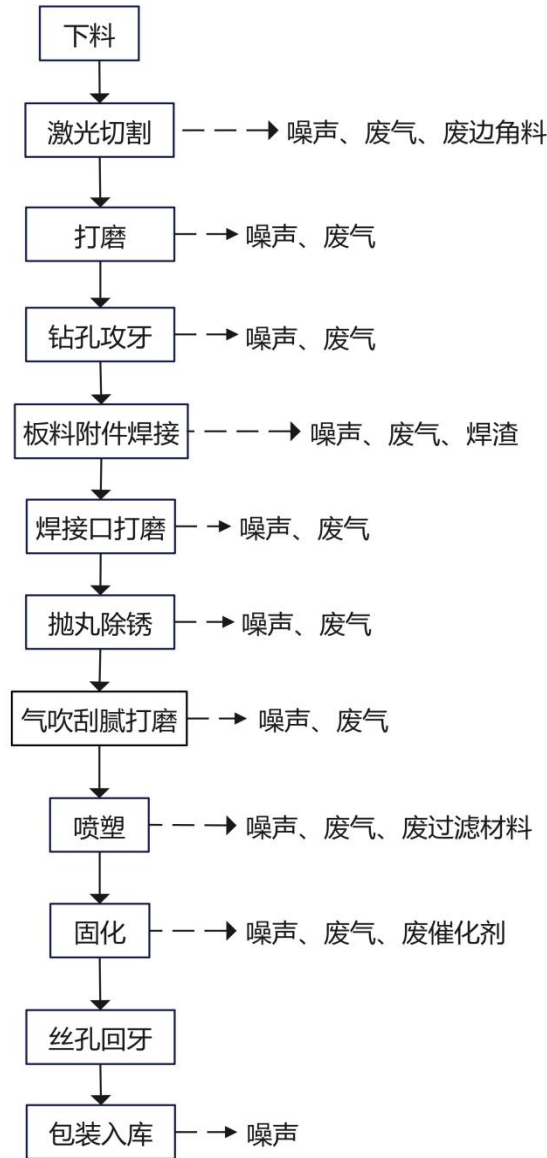 下料
激光切割 噪声、废气、废边角料
打磨 噪声、废气
钻孔攻牙 噪声、废气
板料附件焊接 噪声、废气、焊渣
焊接口打磨 噪声、废气
抛丸除锈 噪声、废气
气吹刮腻打磨 噪声、废气
喷塑 噪声、废气、废过滤材料
固化 噪声、废气、废催化剂
丝孔回牙
包装入库 噪声